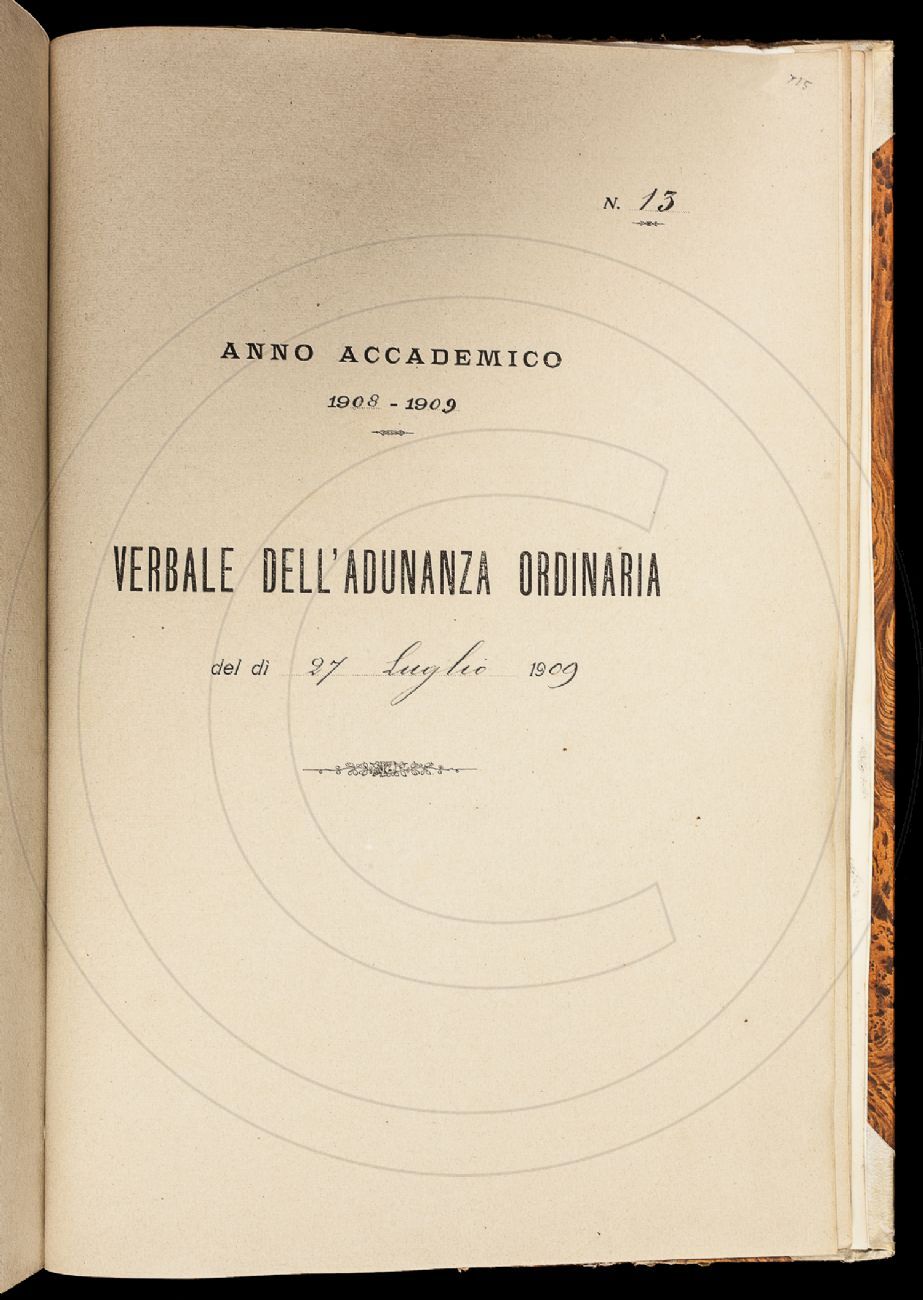 N. 13
ANNO ACCADEMICO
1908 - 1909
VERBALE DELL'ADUNANZA ORDINARIA
del dì 27 Luglio 1909